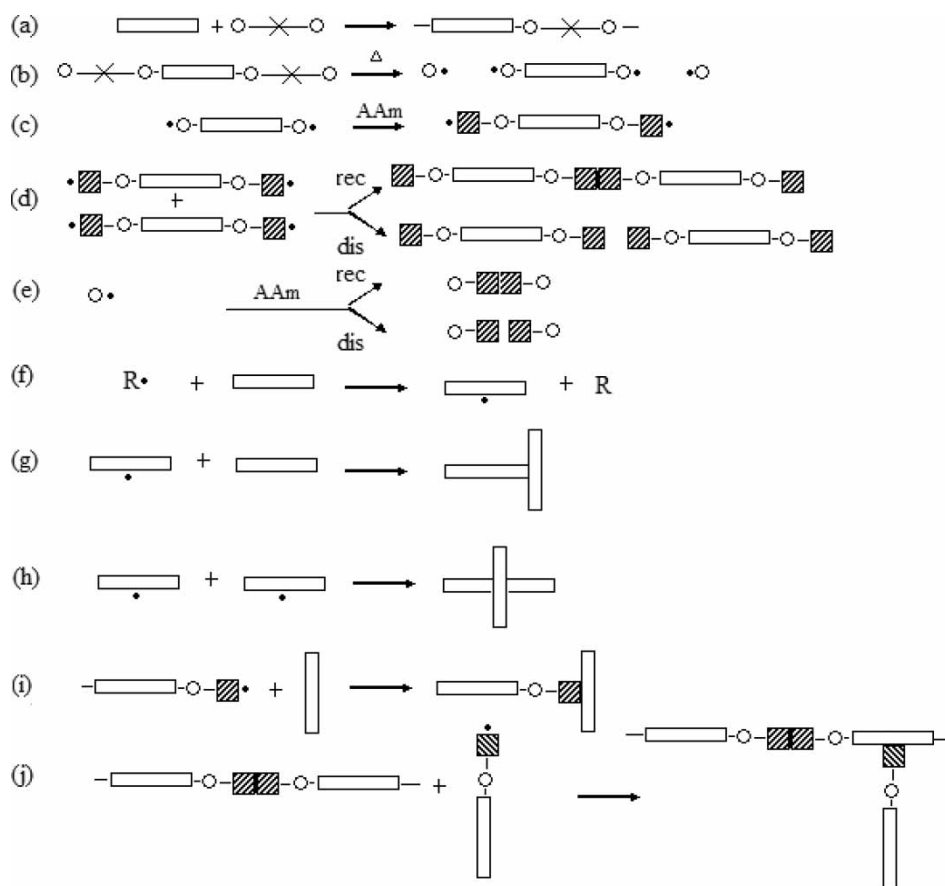 (a) +
(b) Δ
(c) AAm
(d) + rec
dis
(e) AAm rec
dis
(f) R• + + R
(g) +
(h) +
(i) +
(j) +